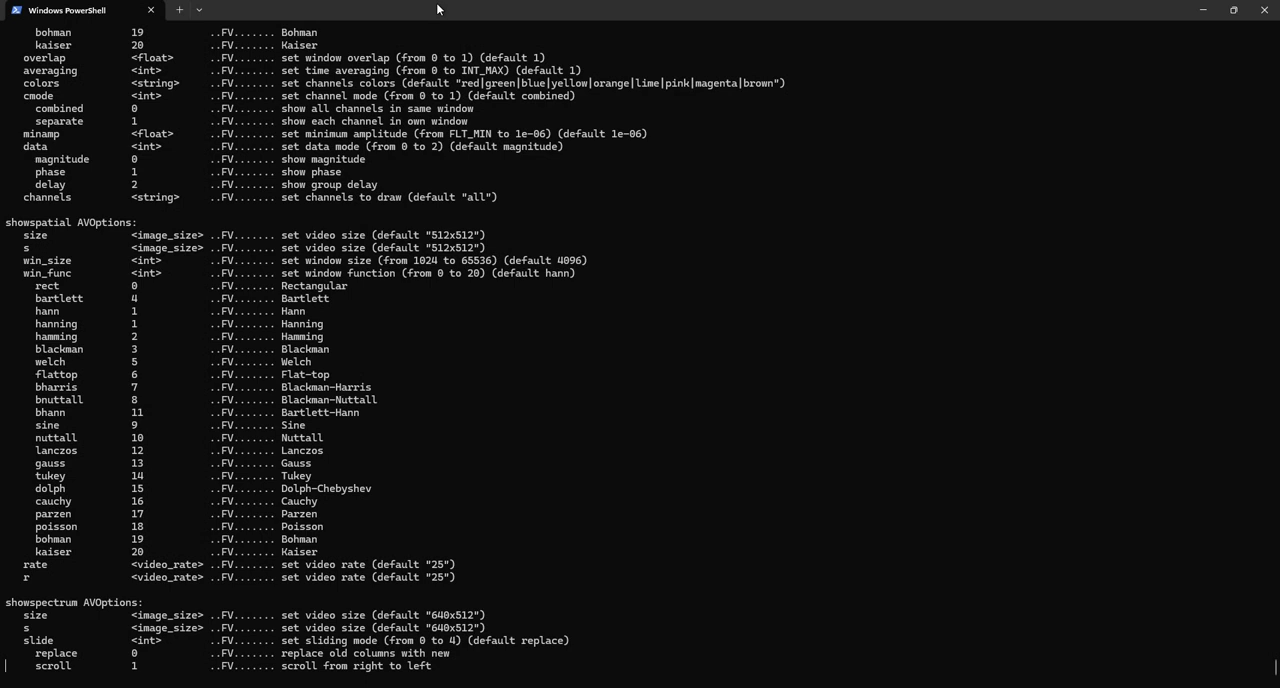 Windows PowerShell
bohman 19 ..FV....... Bohman
kaiser 20 ..FV....... Kaiser
overlap <float> ..FV....... set window overlap (from 0 to 1) (default 1)
averaging <int> ..FV....... set time averaging (from 0 to INT_MAX) (default 1)
colors <string> ..FV....... set channels colors (default "red|green|blue|yellow|orange|lime|pink|magenta|brown")
cmode <int> ..FV....... set channel mode (from 0 to 1) (default combined)
combined 0 ..FV....... show all channels in same window
separate 1 ..FV....... show each channel in own window
minamp <float> ..FV....... set minimum amplitude (from FLT_MIN to 1e-06) (default 1e-06)
data <int> ..FV....... set data mode (from 0 to 2) (default magnitude)
magnitude 0 ..FV....... show magnitude
phase 1 ..FV....... show phase
delay 2 ..FV....... show group delay
channels <string> ..FV....... set channels to draw (default "all")
showspatial AVOptions:
size <image_size> ..FV....... set video size (default "512x512")
s <image_size> ..FV....... set video size (default "512x512")
win_size <int> ..FV....... set window size (from 1024 to 65536) (default 4096)
win_func <int> ..FV....... set window function (from 0 to 20) (default hann)
rect 0 ..FV....... Rectangular
bartlett 4 ..FV....... Bartlett
hann 1 ..FV....... Hann
hanning 1 ..FV....... Hanning
hamming 2 ..FV....... Hamming
blackman 3 ..FV....... Blackman
welch 5 ..FV....... Welch
flattop 6 ..FV....... Flat-top
bharris 7 ..FV....... Blackman-Harris
bnuttall 8 ..FV....... Blackman-Nuttall
bhann 11 ..FV....... Bartlett-Hann
sine 9 ..FV....... Sine
nuttall 10 ..FV....... Nuttall
lanczos 12 ..FV....... Lanczos
gauss 13 ..FV....... Gauss
tukey 14 ..FV....... Tukey
dolph 15 ..FV....... Dolph-Chebyshev
cauchy 16 ..FV....... Cauchy
parzen 17 ..FV....... Parzen
poisson 18 ..FV....... Poisson
bohman 19 ..FV....... Bohman
kaiser 20 ..FV....... Kaiser
rate <video_rate> ..FV....... set video rate (default "25")
r <video_rate> ..FV....... set video rate (default "25")
showspectrum AVOptions:
size <image_size> ..FV....... set video size (default "640x512")
s <image_size> ..FV....... set video size (default "640x512")
slide <int> ..FV....... set sliding mode (from 0 to 4) (default replace)
replace 0 ..FV....... replace old columns with new
scroll 1 ..FV....... scroll from right to left